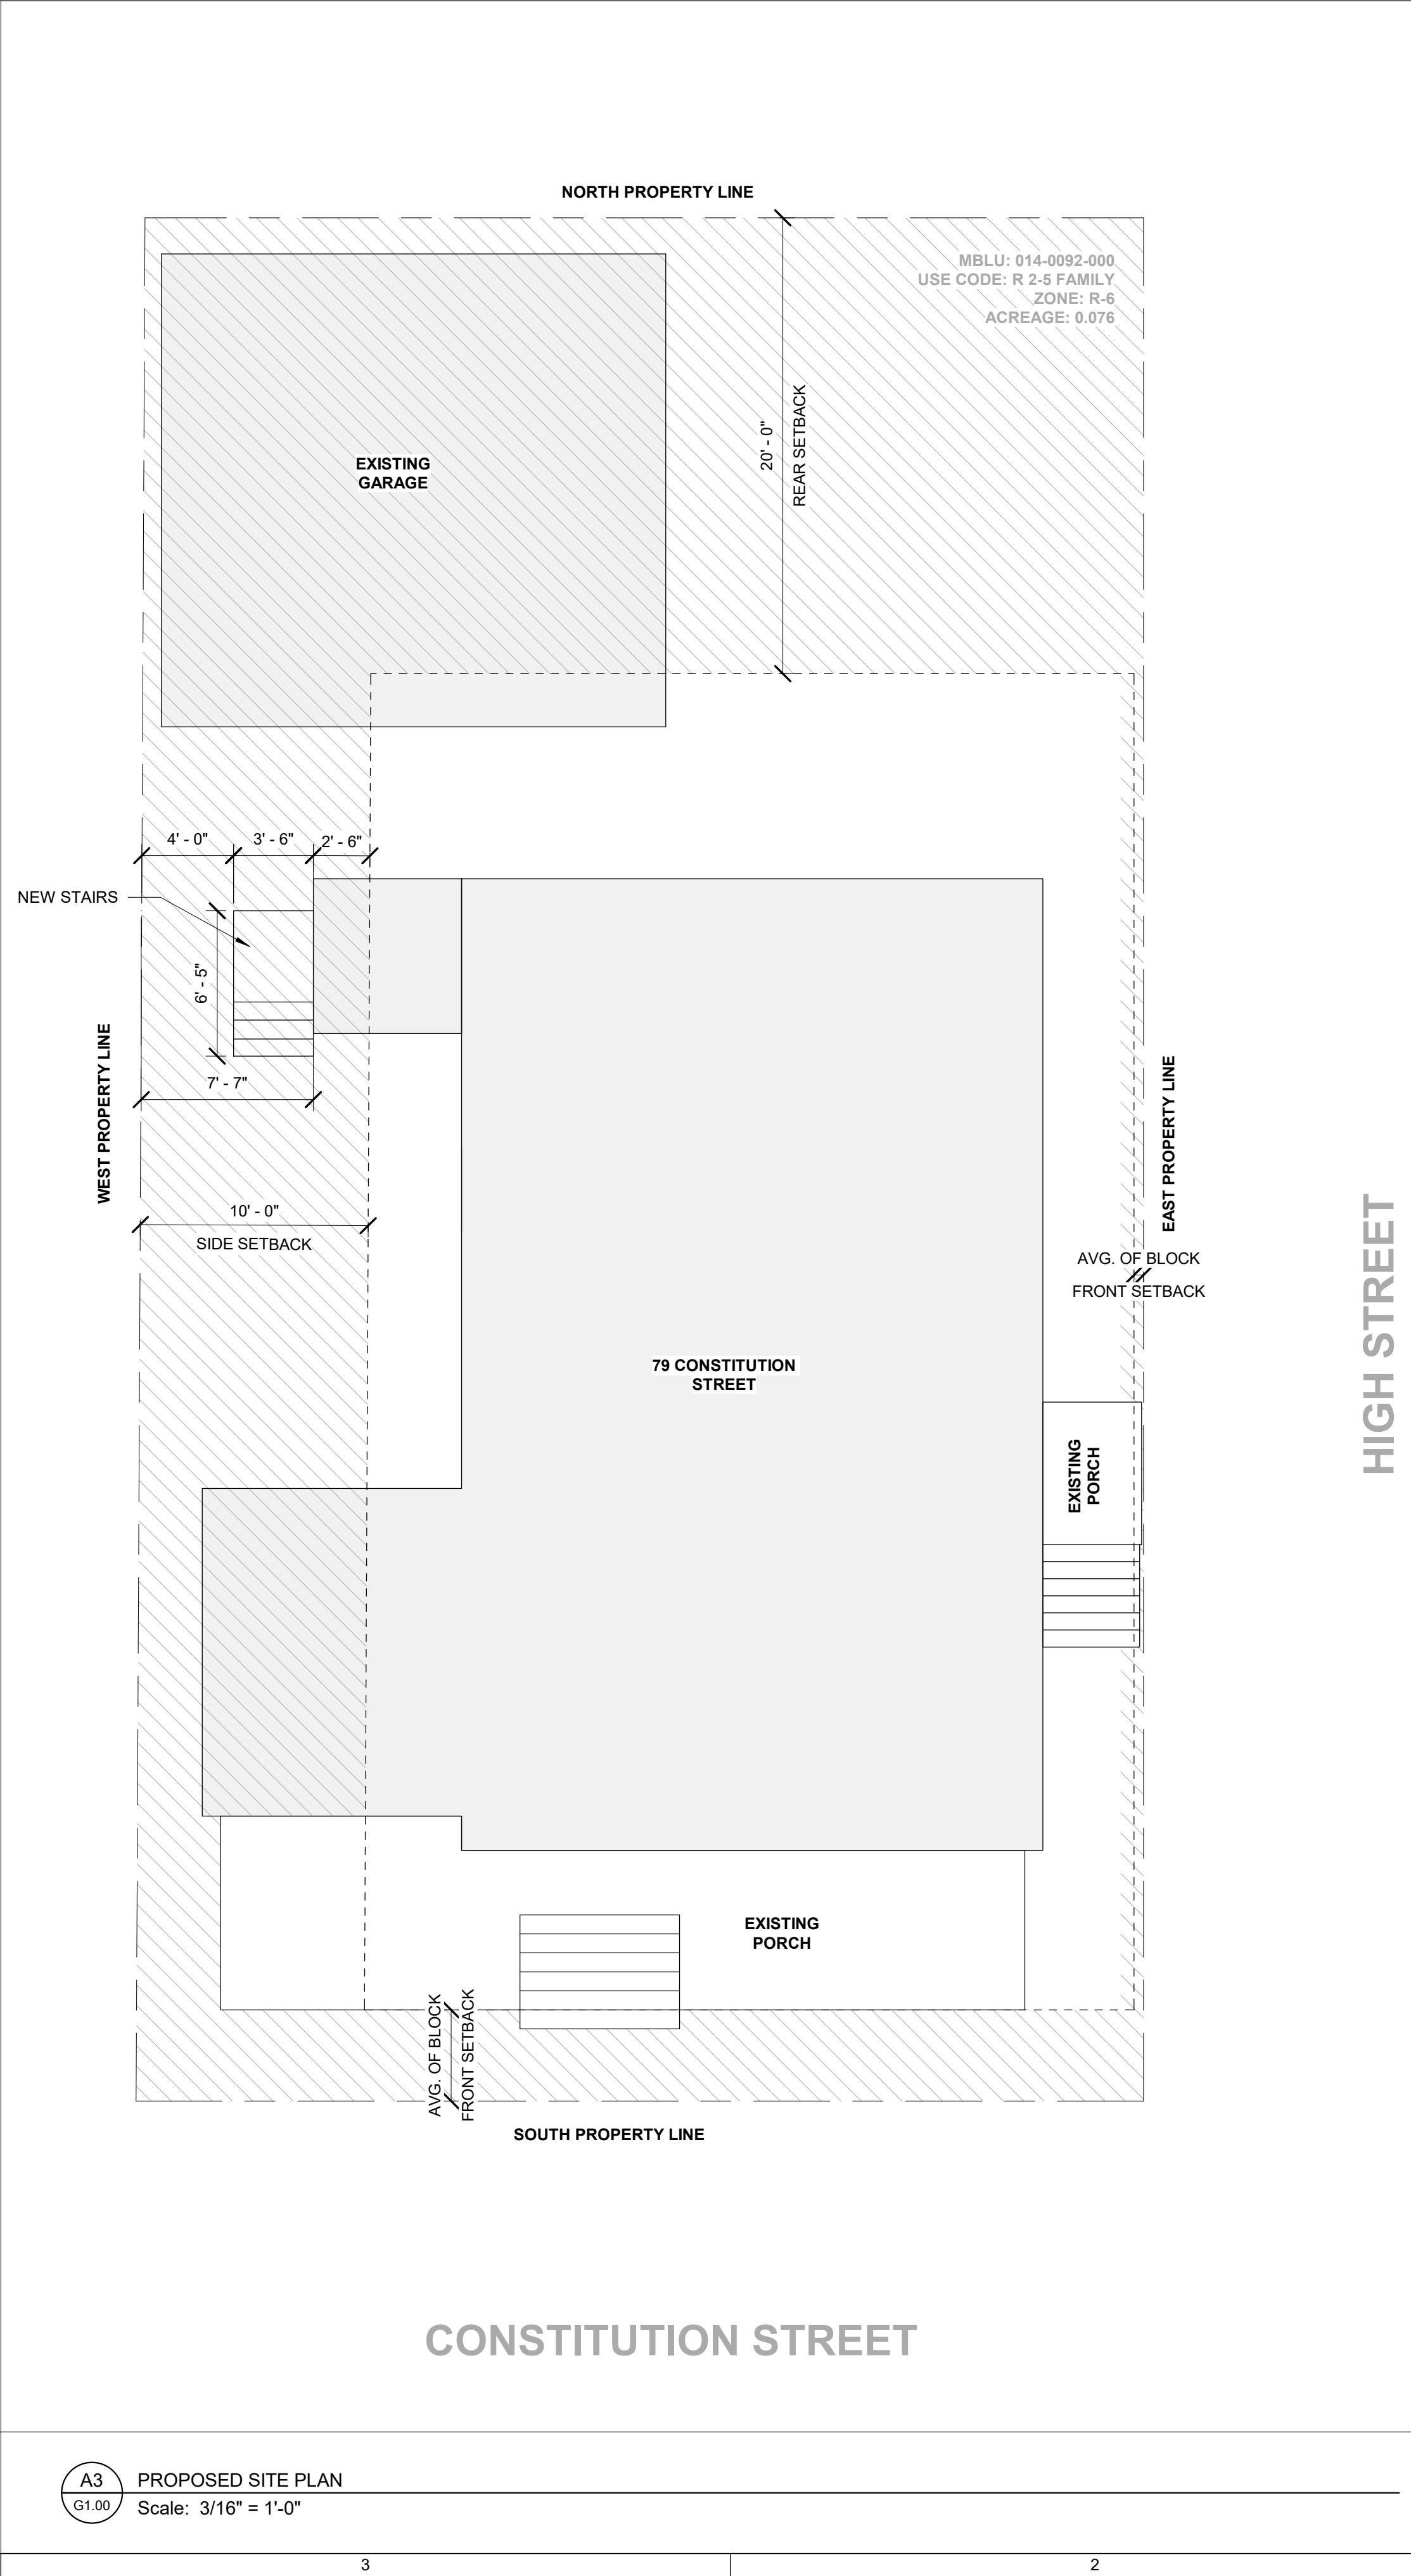 NORTH PROPERTY LINE
MBLU: 014-0092-000
USE CODE: R 2-5 FAMILY
ZONE: R-6
ACREAGE: 0.076
EXISTING
GARAGE
20' - 0"
REAR SETBACK
4' - 0"
3' - 6"
2' - 6"
NEW STAIRS
6' - 5"
7' - 7"
WEST PROPERTY LINE
EAST PROPERTY LINE
10' - 0"
SIDE SETBACK
AVG. OF BLOCK
FRONT SETBACK
HIGH STREET
79 CONSTITUTION
STREET
EXISTING
PORCH
EXISTING
PORCH
AVG. OF BLOCK
FRONT SETBACK
SOUTH PROPERTY LINE
CONSTITUTION STREET
A3
G1.00
PROPOSED SITE PLAN
Scale: 3/16" = 1'-0"
3
2